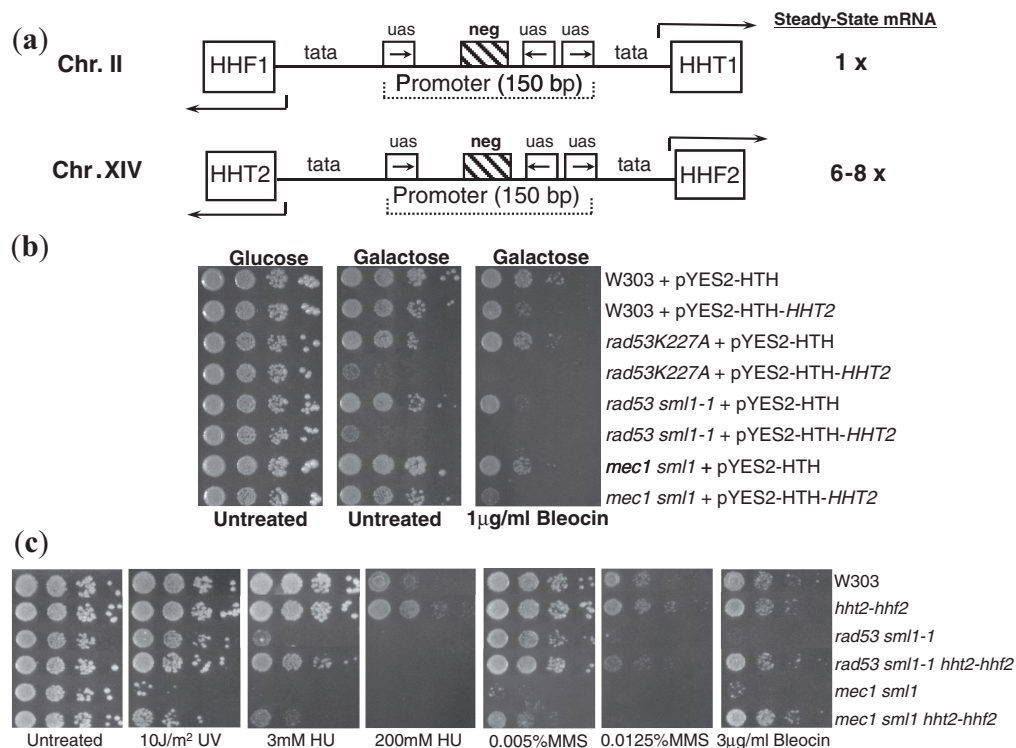 (a)
Steady-State mRNA
Chr. II
HHF1
tata
uas
neg
uas
uas
tata
HHT1
1 x
Promoter (150 bp)
Chr.XIV
HHT2
tata
uas
neg
uas
uas
tata
HHF2
6-8 x
Promoter (150 bp)
(b)
Glucose
Galactose
Galactose
W303 + pYES2-HTH
W303 + pYES2-HTH-HHT2
rad53K227A + pYES2-HTH
rad53K227A + pYES2-HTH-HHT2
rad53 sml1-1 + pYES2-HTH
rad53 sml1-1 + pYES2-HTH-HHT2
mec1 sml1 + pYES2-HTH
mec1 sml1 + pYES2-HTH-HHT2
Untreated
Untreated
1µg/ml Bleocin
(c)
W303
hht2-hhf2
rad53 sml1-1
rad53 sml1-1 hht2-hhf2
mec1 sml1
mec1 sml1 hht2-hhf2
Untreated
10J/m² UV
3mM HU
200mM HU
0.005%MMS
0.0125%MMS
3µg/ml Bleocin